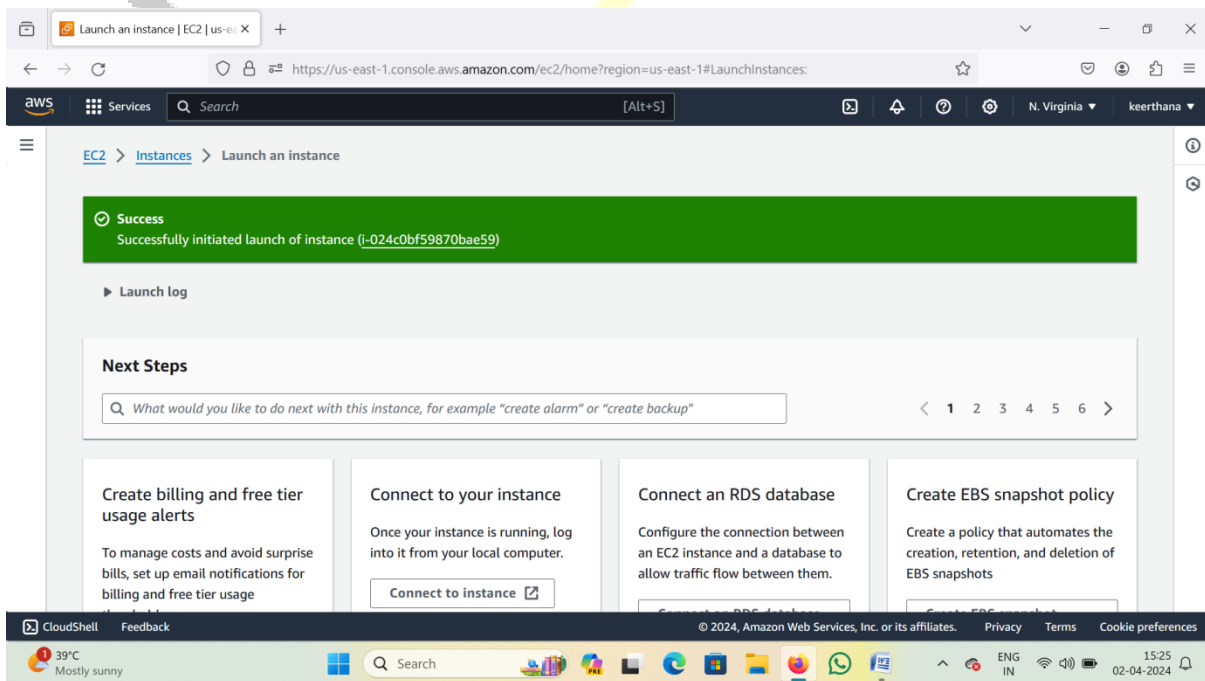 Launch an instance | EC2 | us-ea
https://us-east-1.console.aws.amazon.com/ec2/home?region=us-east-1#LaunchInstances:
aws Services Search [Alt+S] N. Virginia keerthana
EC2 > Instances > Launch an instance
Success
Successfully initiated launch of instance (i-024c0bf59870bae59)
Launch log
Next Steps
What would you like to do next with this instance, for example "create alarm" or "create backup"
< 1 2 3 4 5 6 >
Create billing and free tier
usage alerts
To manage costs and avoid surprise
bills, set up email notifications for
billing and free tier usage
Connect to your instance
Once your instance is running, log
into it from your local computer.
Connect to instance
Connect an RDS database
Configure the connection between
an EC2 instance and a database to
allow traffic flow between them.
Create EBS snapshot policy
Create a policy that automates the
creation, retention, and deletion of
EBS snapshots
CloudShell Feedback © 2024, Amazon Web Services, Inc. or its affiliates. Privacy Terms Cookie preferences
1 39°C
Mostly sunny
Search
PRE
ENG
IN
15:25
02-04-2024